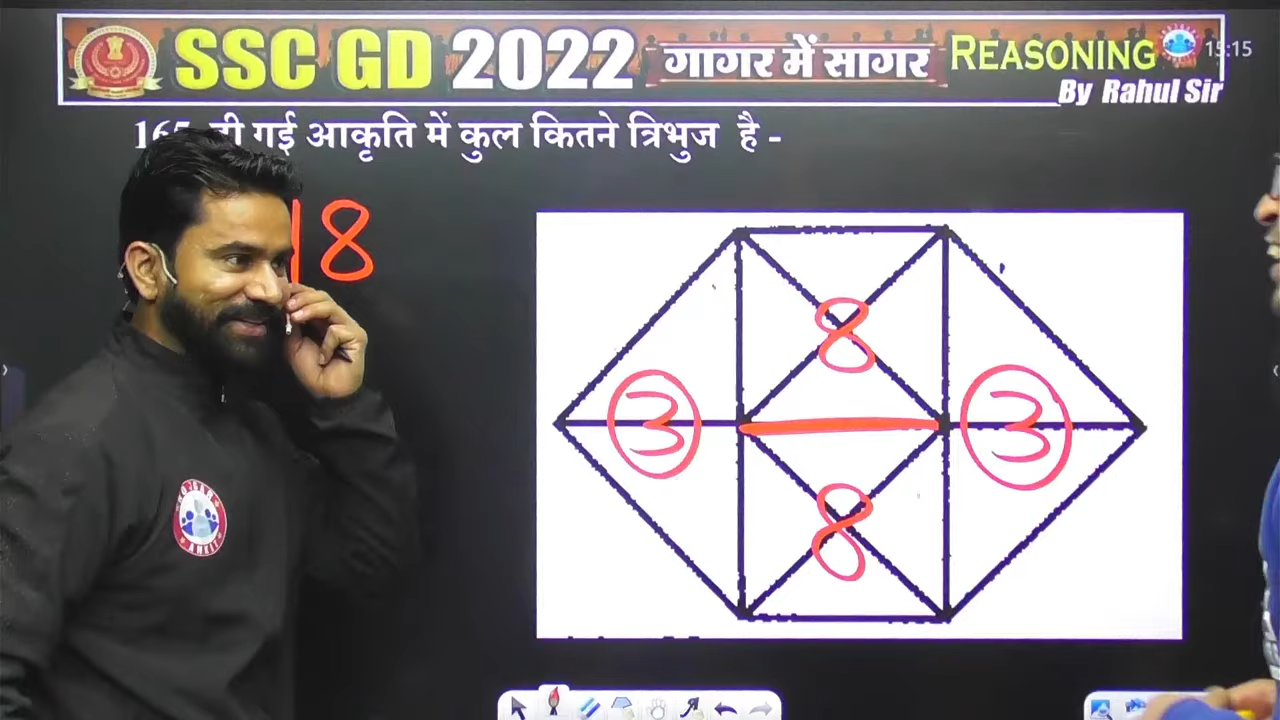 SSC GD 2022 गागर में सागर REASONING
15:15
By Rahul Sir
गई आकृति में कुल कितने त्रिभुज है -
18
8
3
3
8
ANKIT